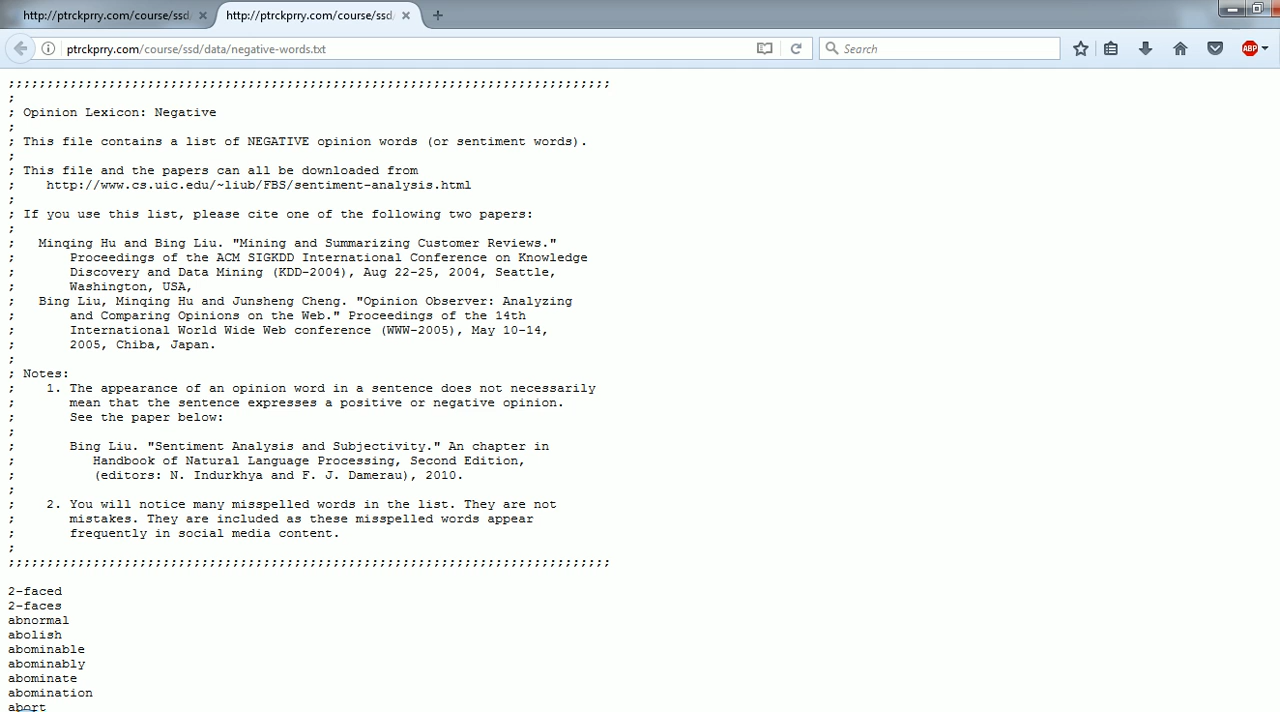 http://ptrckprry.com/course/ssd/
http://ptrckprry.com/course/ssd/
ptrckprry.com/course/ssd/data/negative-words.txt
Search
ABP
;;;;;;;;;;;;;;;;;;;;;;;;;;;;;;;;;;;;;;;;;;;;;;;;;;;;;;;;;;;;;;;;;;;;;;;;;;;;;;
;
; Opinion Lexicon: Negative
;
; This file contains a list of NEGATIVE opinion words (or sentiment words).
;
; This file and the papers can all be downloaded from
;    http://www.cs.uic.edu/~liub/FBS/sentiment-analysis.html
;
; If you use this list, please cite one of the following two papers:
;
;   Minqing Hu and Bing Liu. "Mining and Summarizing Customer Reviews."
;       Proceedings of the ACM SIGKDD International Conference on Knowledge
;       Discovery and Data Mining (KDD-2004), Aug 22-25, 2004, Seattle,
;       Washington, USA,
;   Bing Liu, Minqing Hu and Junsheng Cheng. "Opinion Observer: Analyzing
;       and Comparing Opinions on the Web." Proceedings of the 14th
;       International World Wide Web conference (WWW-2005), May 10-14,
;       2005, Chiba, Japan.
;
; Notes:
;    1. The appearance of an opinion word in a sentence does not necessarily
;       mean that the sentence expresses a positive or negative opinion.
;       See the paper below:
;
;       Bing Liu. "Sentiment Analysis and Subjectivity." An chapter in
;          Handbook of Natural Language Processing, Second Edition,
;          (editors: N. Indurkhya and F. J. Damerau), 2010.
;
;    2. You will notice many misspelled words in the list. They are not
;       mistakes. They are included as these misspelled words appear
;       frequently in social media content.
;
;;;;;;;;;;;;;;;;;;;;;;;;;;;;;;;;;;;;;;;;;;;;;;;;;;;;;;;;;;;;;;;;;;;;;;;;;;;;;;
2-faced
2-faces
abnormal
abolish
abominable
abominably
abominate
abomination
abort